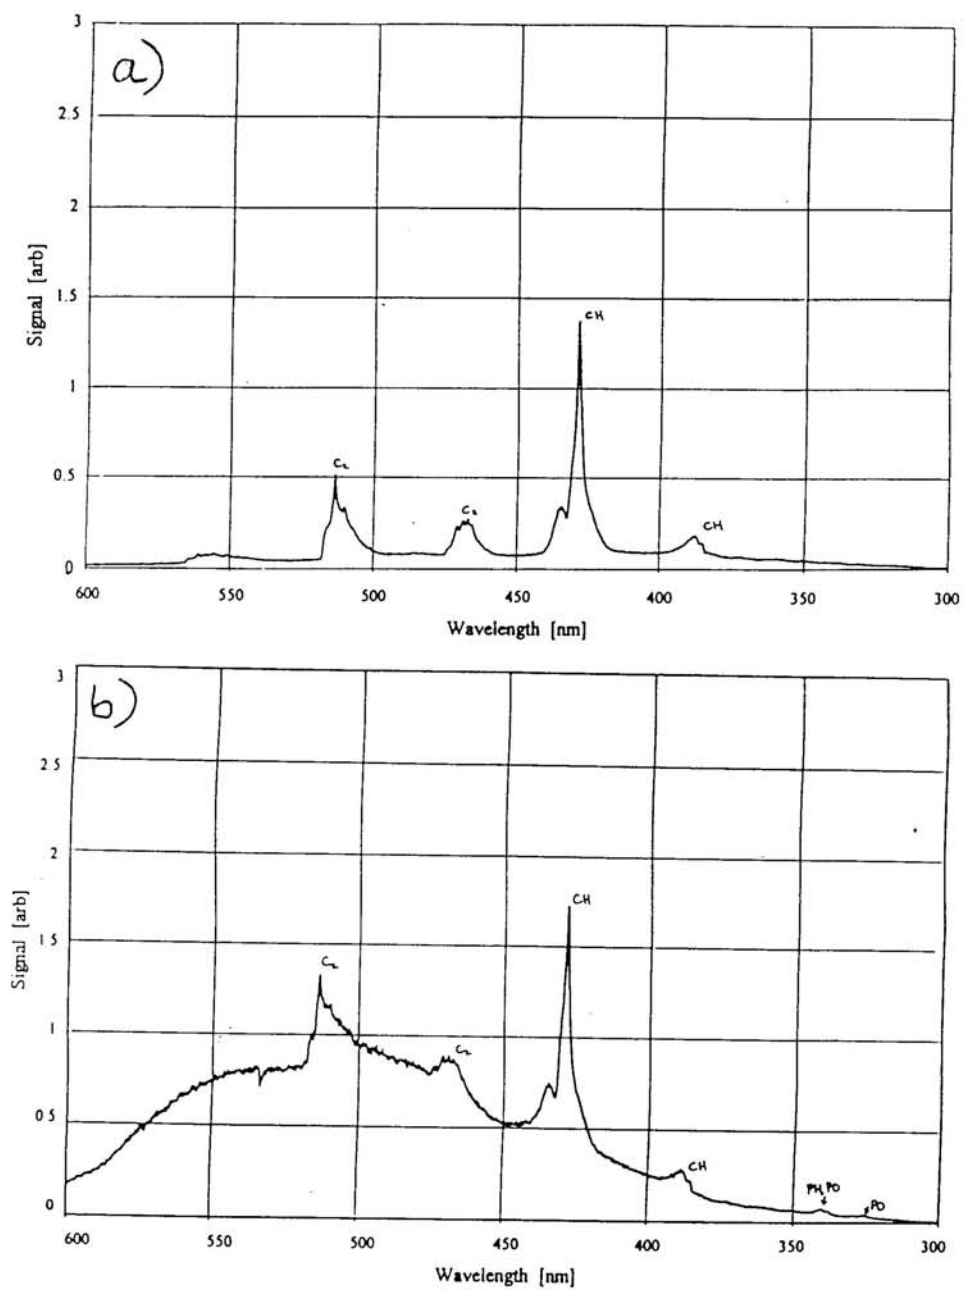 a)
3
2.5
2
1.5
1
0.5
0
Signal [arb]
CH
C₂
C₂
CH
600 550 500 450 400 350 300
Wavelength [nm]
b)
3
2 5
2
1 5
1
0 5
0
Signal [arb]
CH
C₂
C₂
CH
PH, PO
PO
600 550 500 450 400 350 300
Wavelength [nm]